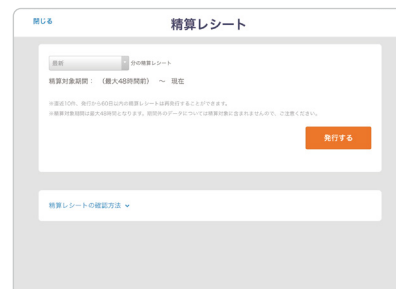 閉じる
精算レシート
分の精算レシート
精算対象期間： （最大48時間前） ～ 現在
※直近10件、発行から60日以内の精算レシートは再発行することができます。
※精算対象期間は最大48時間となります。期間外のデータについては精算対象に含まれませんので、ご注意ください。
発行する
精算レシートの確認方法